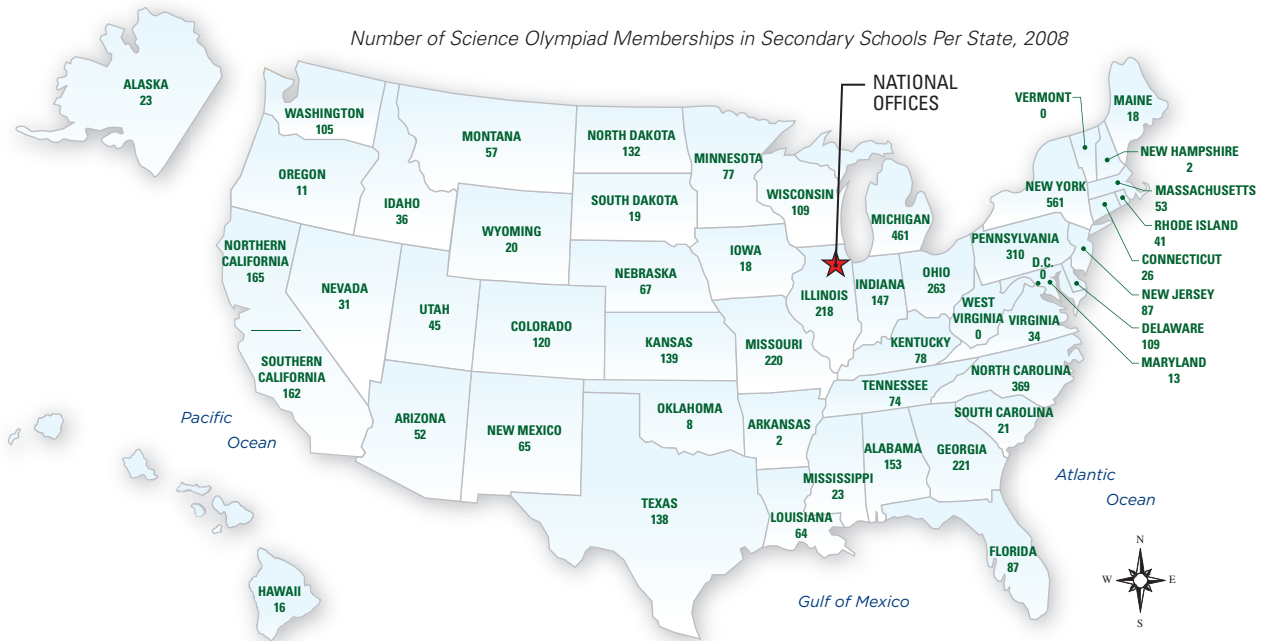 Number of Science Olympiad Memberships in Secondary Schools Per State, 2008
NATIONAL
OFFICES
ALASKA
23
WASHINGTON
105
OREGON
11
IDAHO
36
MONTANA
57
NORTH DAKOTA
132
MINNESOTA
77
SOUTH DAKOTA
19
WISCONSIN
109
MICHIGAN
461
VERMONT
0
MAINE
18
NEW HAMPSHIRE
2
NEW YORK
561
MASSACHUSETTS
53
RHODE ISLAND
41
CONNECTICUT
26
NEW JERSEY
87
DELAWARE
109
MARYLAND
13
PENNSYLVANIA
310
D.C.
0
NORTHERN
CALIFORNIA
165
NEVADA
31
WYOMING
20
UTAH
45
COLORADO
120
NEBRASKA
67
IOWA
18
ILLINOIS
218
INDIANA
147
OHIO
263
WEST
VIRGINIA
0
VIRGINIA
34
KANSAS
139
MISSOURI
220
KENTUCKY
78
SOUTHERN
CALIFORNIA
162
TENNESSEE
74
NORTH CAROLINA
369
ARIZONA
52
NEW MEXICO
65
OKLAHOMA
8
ARKANSAS
2
SOUTH CAROLINA
21
MISSISSIPPI
23
ALABAMA
153
GEORGIA
221
TEXAS
138
LOUISIANA
64
FLORIDA
87
HAWAII
16
Pacific
Ocean
Atlantic
Ocean
Gulf of Mexico
N
W
E
S